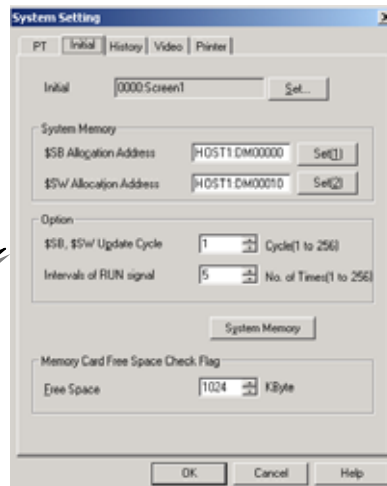 System Setting
PT Initial History Video Printer
Initial 0000:Screen1 Set...
System Memory
$SB Allocation Address HOST1:DM00000 Set(1)
$SW Allocation Address HOST1:DM00010 Set(2)
Option
$SB, $SW Update Cycle 1 Cycle(1 to 256)
Intervals of RUN signal 5 No. of Times(1 to 256)
System Memory
Memory Card Free Space Check Flag
Free Space 1024 KByte
OK Cancel Help